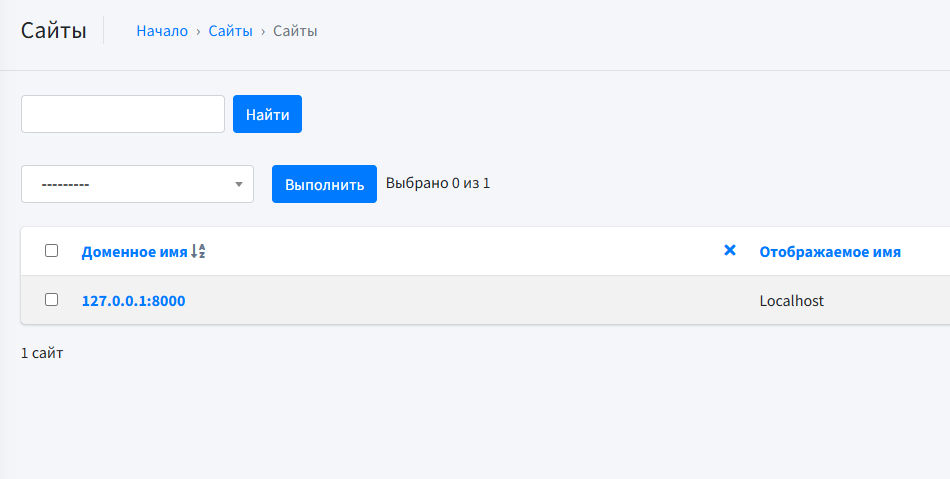 Сайты
Начало › Сайты › Сайты
Найти
---------
Выполнить Выбрано 0 из 1
Доменное имя Отображаемое имя
127.0.0.1:8000 Localhost
1 сайт